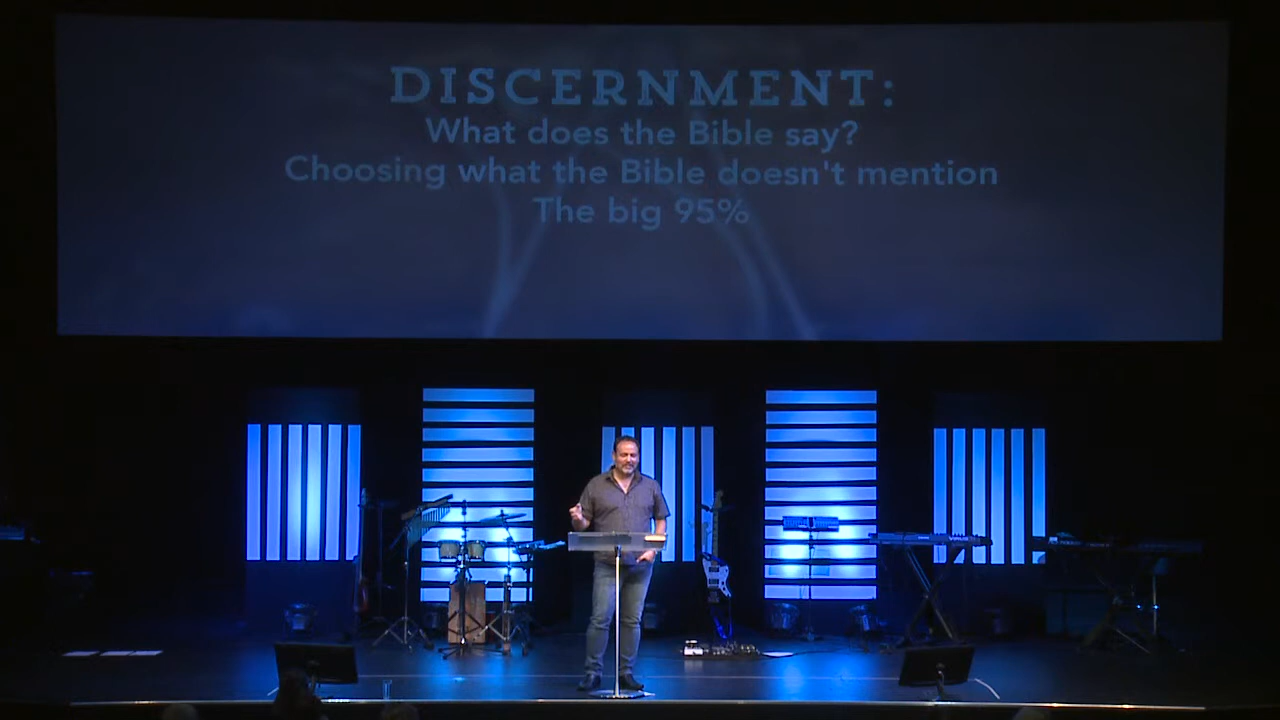 DISCERNMENT:
What does the Bible say?
Choosing what the Bible doesn't mention
The big 95%